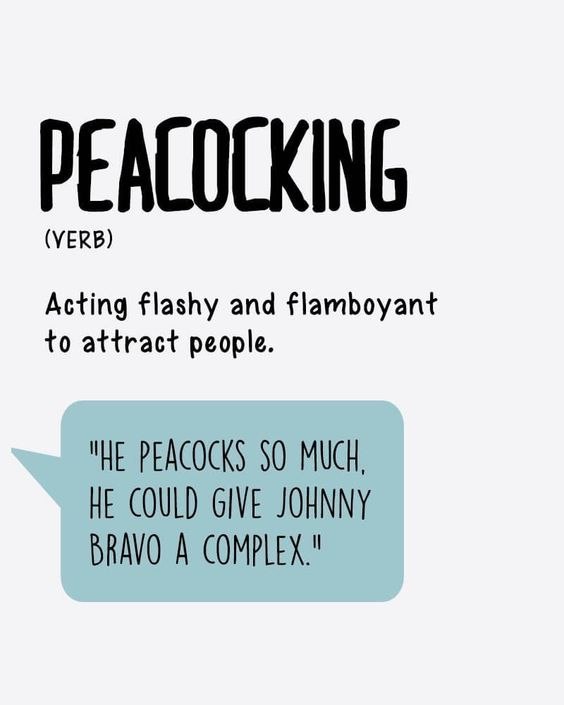 PEACOCKING
(VERB)
Acting flashy and flamboyant
to attract people.
"HE PEACOCKS SO MUCH,
HE COULD GIVE JOHNNY
BRAVO A COMPLEX."